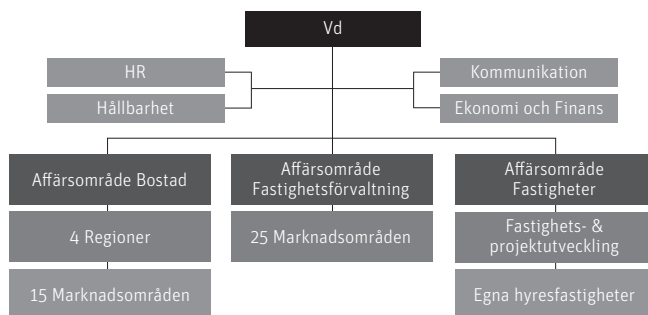 Vd
HR
Kommunikation
Hållbarhet
Ekonomi och Finans
Affärsområde Bostad
Affärsområde
Fastighetsförvaltning
Affärsområde
Fastigheter
4 Regioner
25 Marknadsområden
Fastighets- &
projektutveckling
15 Marknadsområden
Egna hyresfastigheter